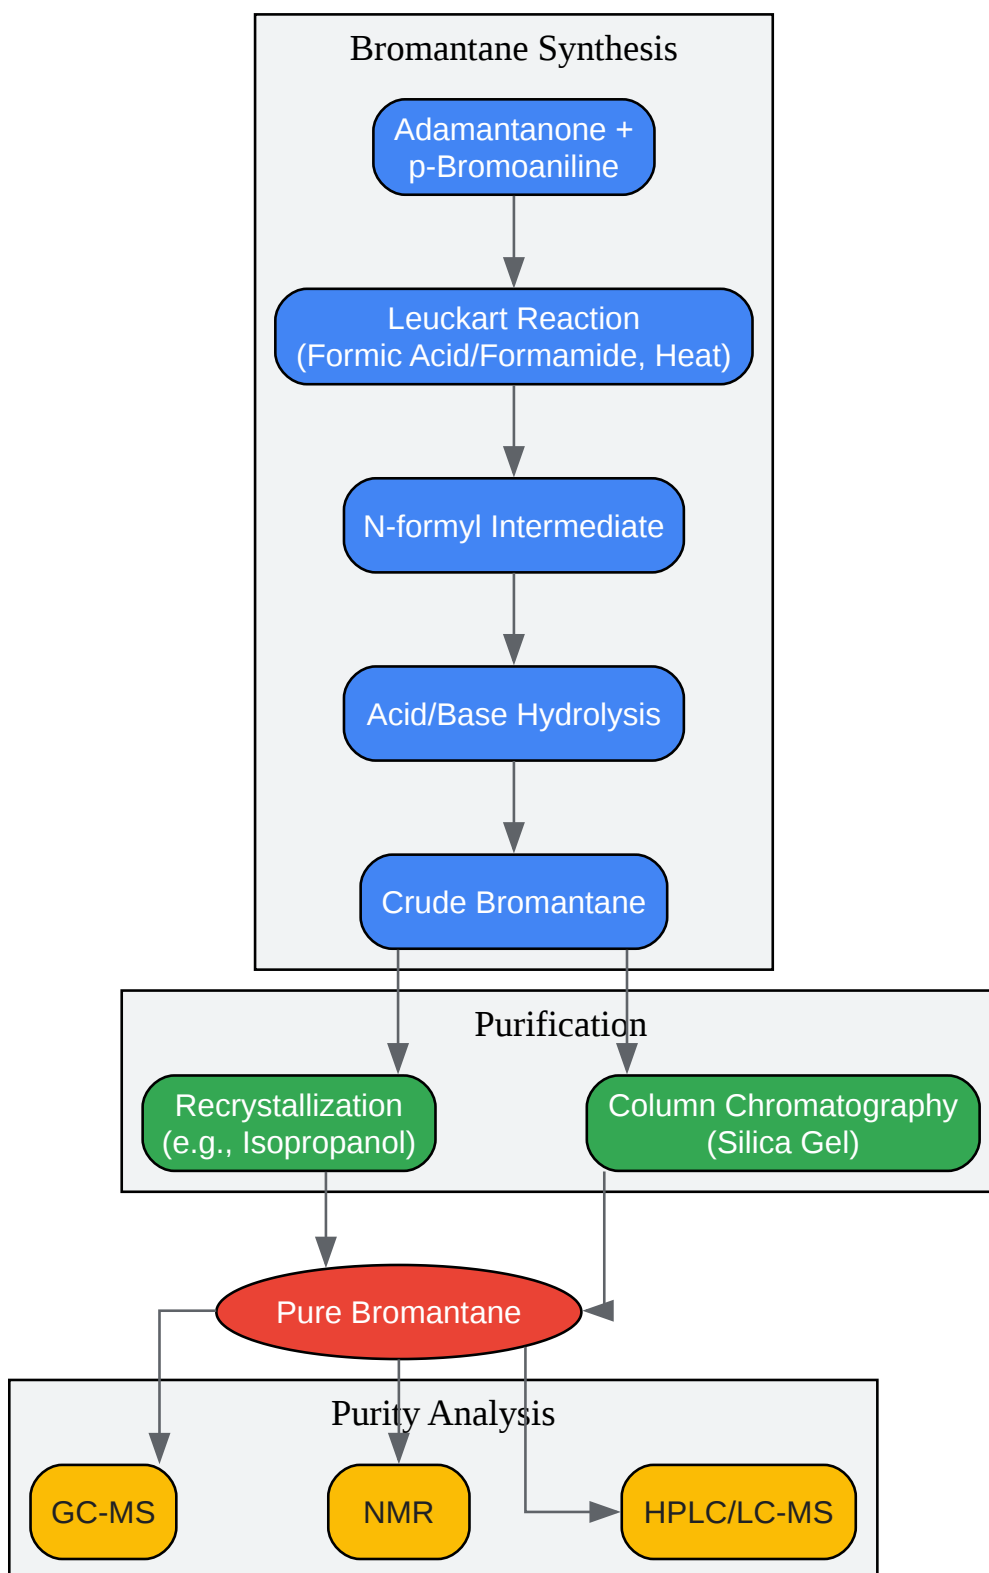 Bromantane Synthesis
Adamantanone +
p-Bromoaniline
Leuckart Reaction
(Formic Acid/Formamide, Heat)
N-formyl Intermediate
Acid/Base Hydrolysis
Crude Bromantane
Purification
Recrystallization
(e.g., Isopropanol)
Column Chromatography
(Silica Gel)
Pure Bromantane
Purity Analysis
GC-MS
NMR
HPLC/LC-MS